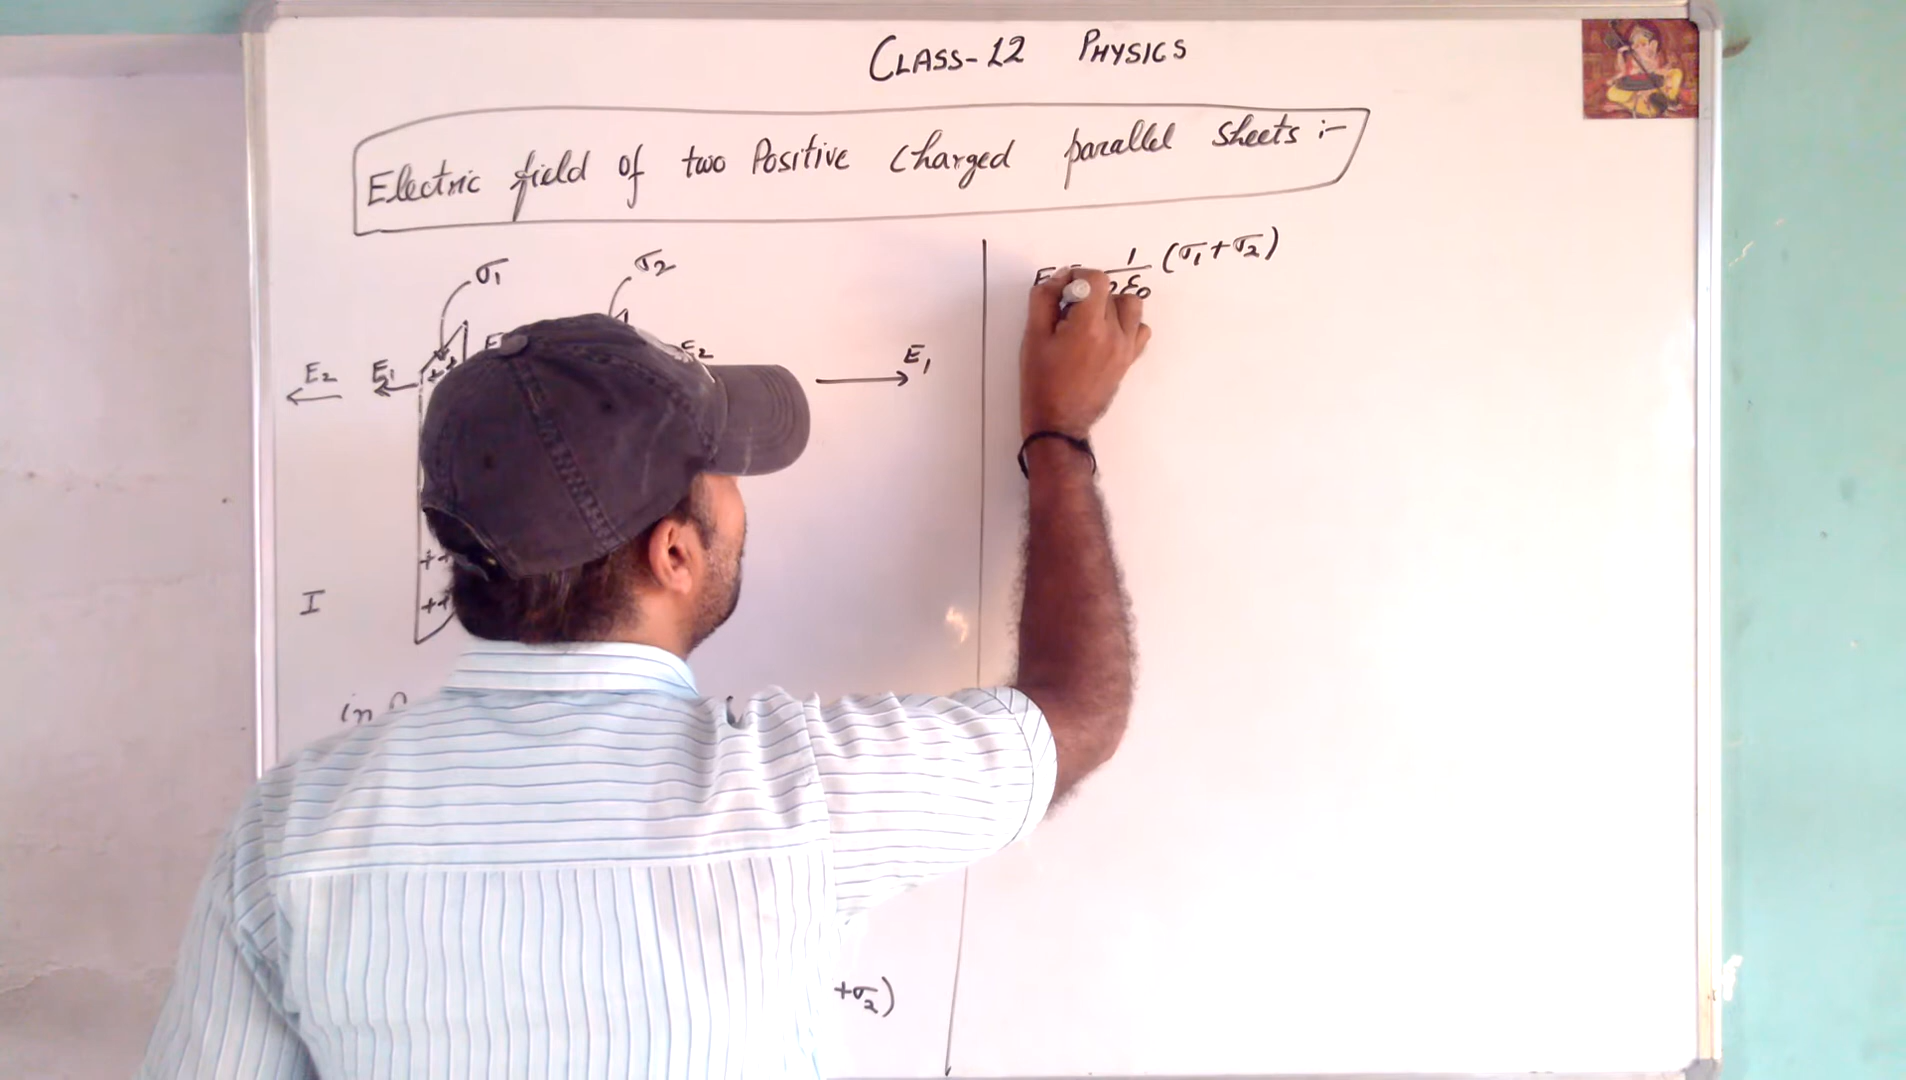 CLASS-12 PHYSICS
Electric field of two Positive Charged parallel sheets :-
σ1
σ2
E2
E1
E2
E1
++
++
I
in
+σ2)
1/2ε0 (σ1+σ2)